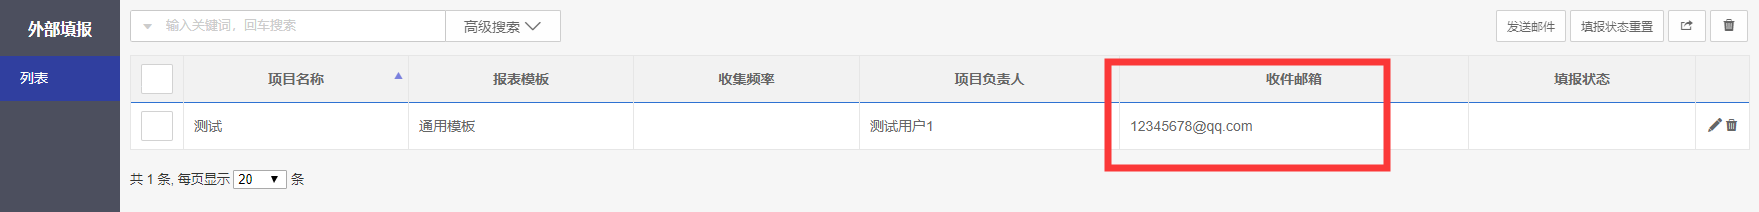 外部填报
列表
输入关键词，回车搜索
高级搜索
发送邮件
填报状态重置
项目名称
报表模板
收集频率
项目负责人
收件邮箱
填报状态
测试
通用模板
测试用户1
12345678@qq.com
共 1 条, 每页显示 20 条